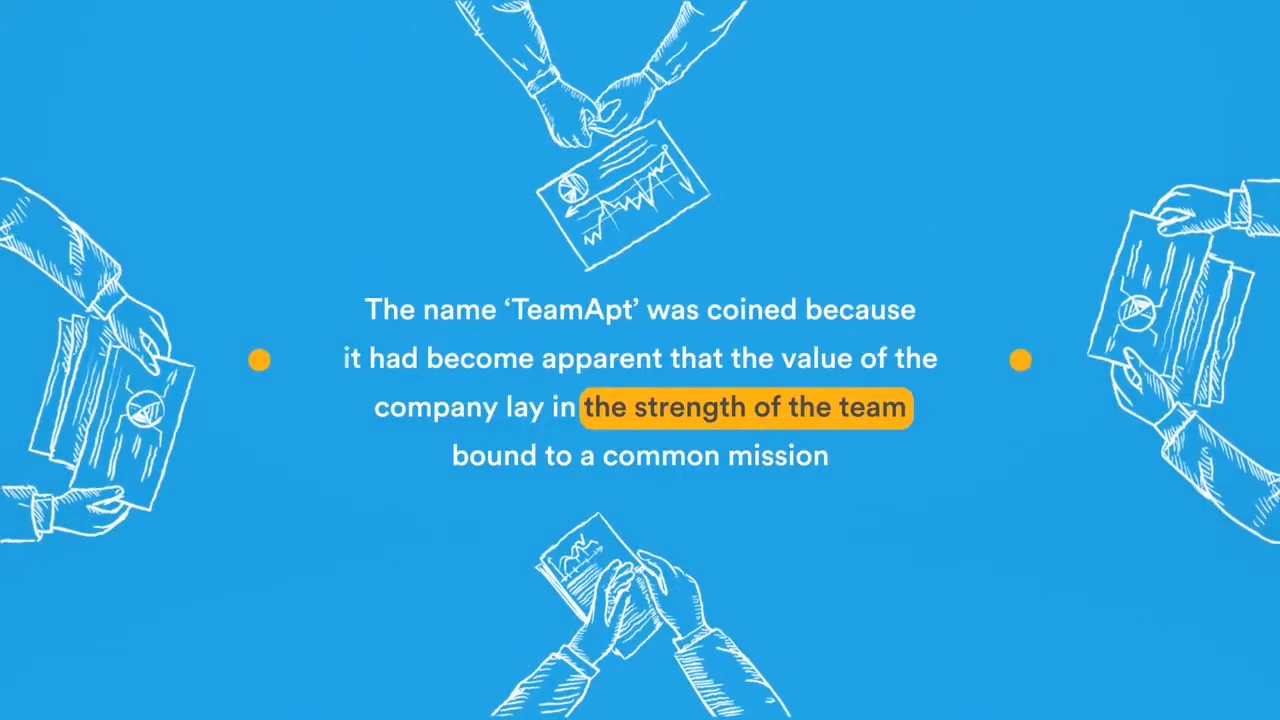 The name ‘TeamApt’ was coined because
it had become apparent that the value of the
company lay in the strength of the team
bound to a common mission